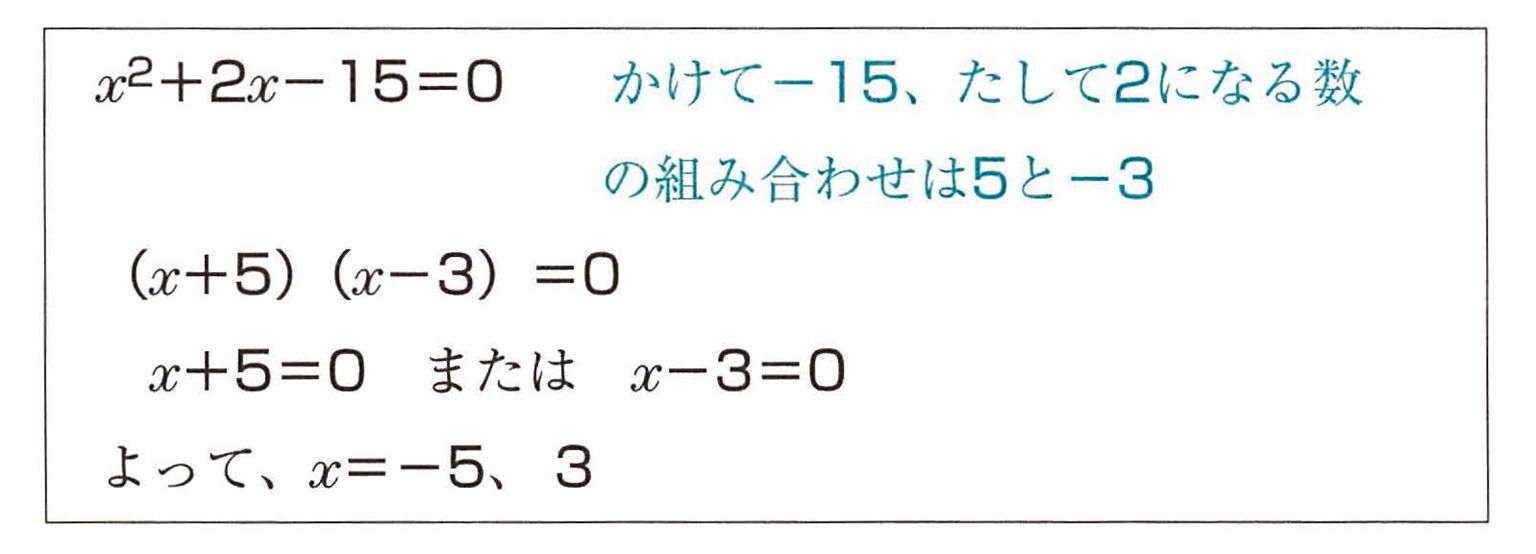 x²+2x−15=0　かけて−15、たして2になる数
の組み合わせは5と−3
(x+5)(x−3)=0
x+5=0　または　x−3=0
よって、x=−5、3